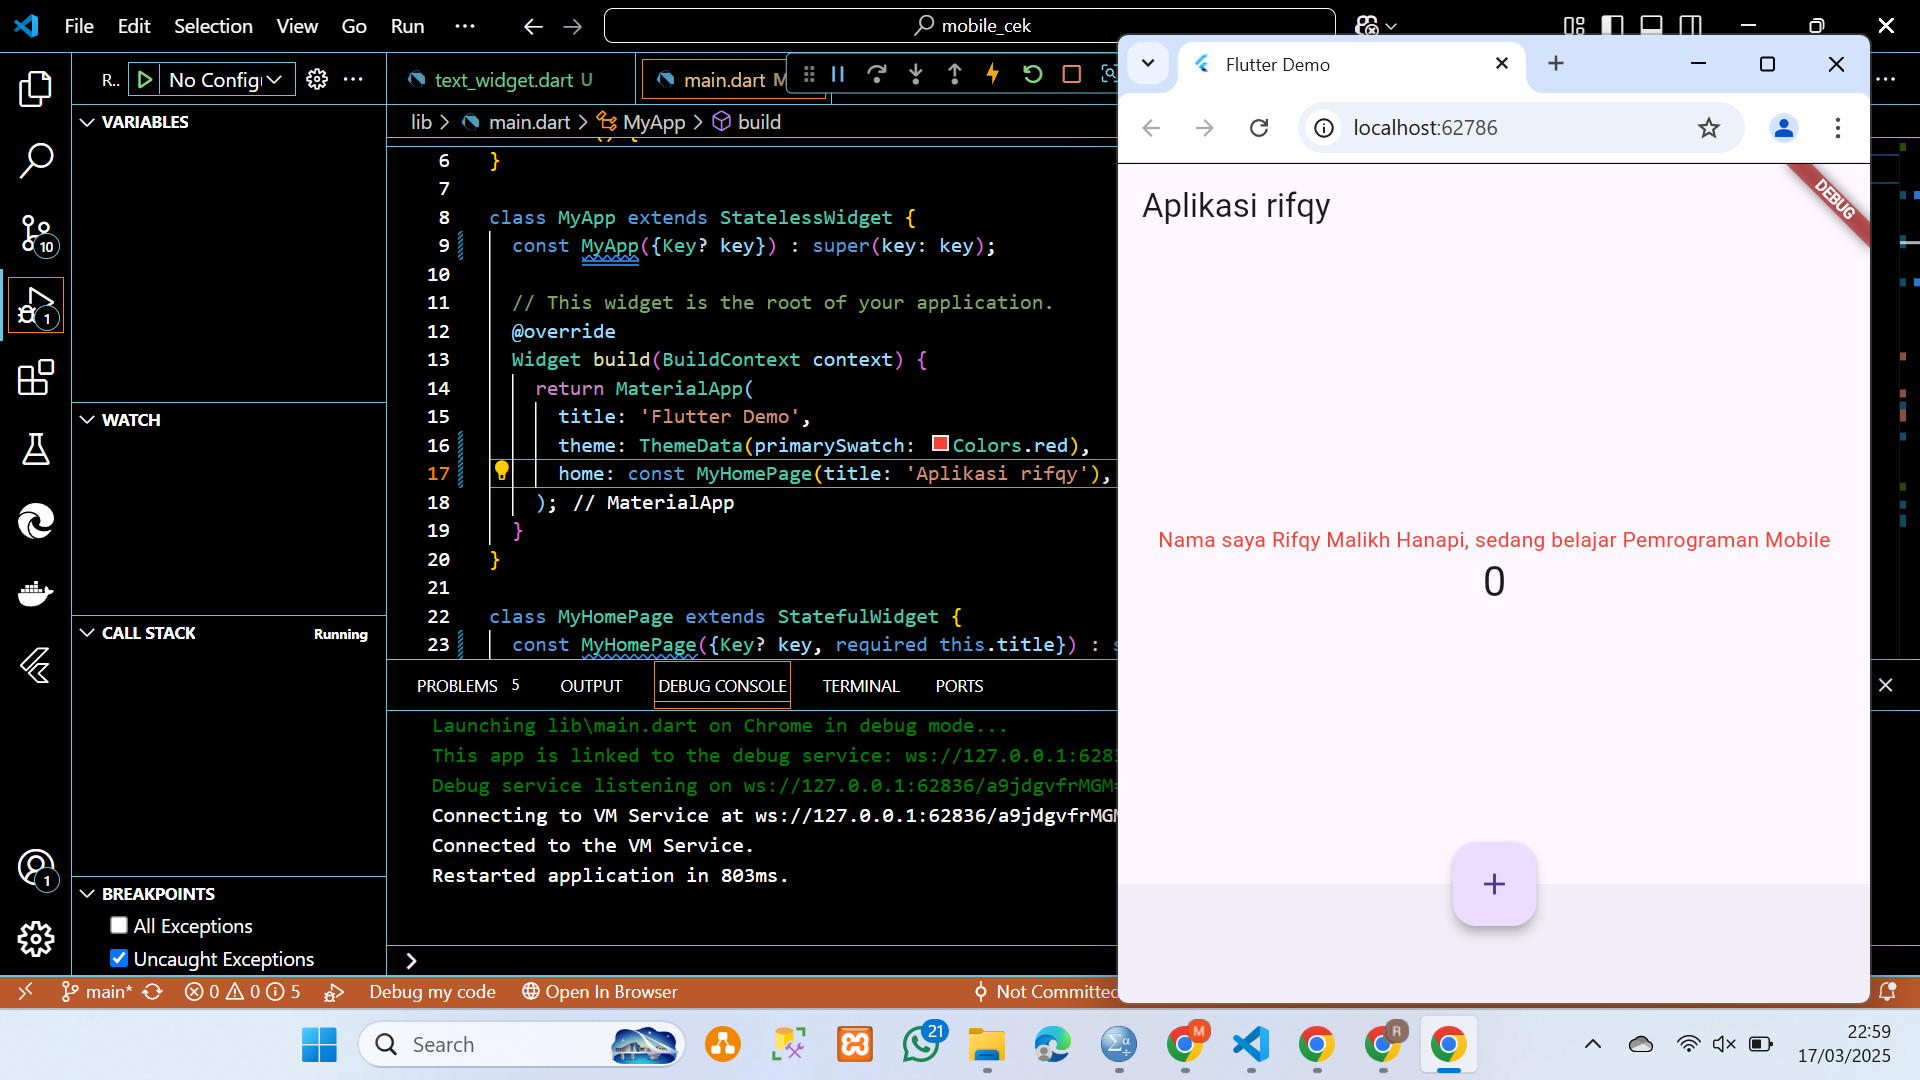 File Edit Selection View Go Run ···
mobile_cek
R.. No Config
text_widget.dart U
main.dart M
lib > main.dart > MyApp > build
VARIABLES
WATCH
CALL STACK
Running
BREAKPOINTS
All Exceptions
Uncaught Exceptions
10
1
1
6 }
7
8 class MyApp extends StatelessWidget {
9 const MyApp({Key? key}) : super(key: key);
10
11 // This widget is the root of your application.
12 @override
13 Widget build(BuildContext context) {
14 return MaterialApp(
15 title: 'Flutter Demo',
16 theme: ThemeData(primarySwatch: Colors.red),
17 home: const MyHomePage(title: 'Aplikasi rifqy'),
18 ); // MaterialApp
19 }
20 }
21
22 class MyHomePage extends StatefulWidget {
23 const MyHomePage({Key? key, required this.title}) :
PROBLEMS 5 OUTPUT DEBUG CONSOLE TERMINAL PORTS
Launching lib\main.dart on Chrome in debug mode...
This app is linked to the debug service: ws://127.0.0.1:628
Debug service listening on ws://127.0.0.1:62836/a9jdgvfrMGM
Connecting to VM Service at ws://127.0.0.1:62836/a9jdgvfrMGM
Connected to the VM Service.
Restarted application in 803ms.
>
main* 0 0 5 Debug my code Open In Browser Not Committed
Flutter Demo
localhost:62786
Aplikasi rifqy
DEBUG
Nama saya Rifqy Malikh Hanapi, sedang belajar Pemrograman Mobile
0
+
Search
21
M
R
22:59
17/03/2025